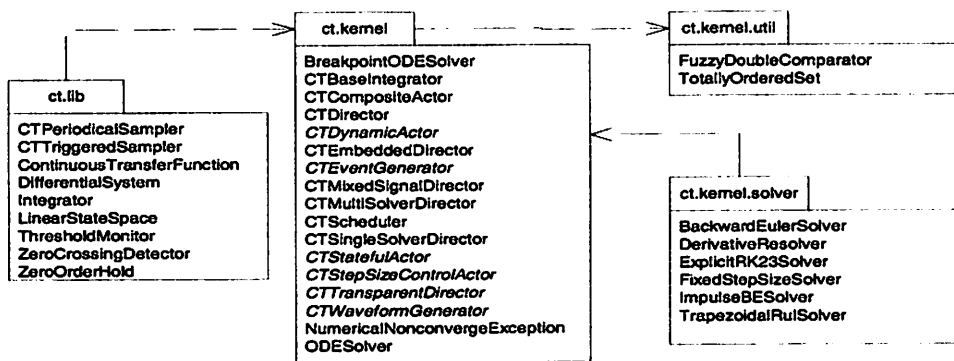 ct.kernel
BreakpointODESolver
CTBaseIntegrator
CTCompositeActor
CTDirector
CTDynamicActor
CTEmbeddedDirector
CTEventGenerator
CTMixedSignalDirector
CTMultiSolverDirector
CTScheduler
CTSingleSolverDirector
CTStatefulActor
CTStepSizeControlActor
CTTransparentDirector
CTWaveformGenerator
NumericalNonconvergeException
ODESolver
ct.kernel.util
FuzzyDoubleComparator
TotallyOrderedSet
ct.lib
CTPeriodicalSampler
CTTriggeredSampler
ContinuousTransferFunction
DifferentialSystem
Integrator
LinearStateSpace
ThresholdMonitor
ZeroCrossingDetector
ZeroOrderHold
ct.kernel.solver
BackwardEulerSolver
DerivativeResolver
ExplicitRK23Solver
FixedStepSizeSolver
ImpulseBESolver
TrapezoidalRulSolver